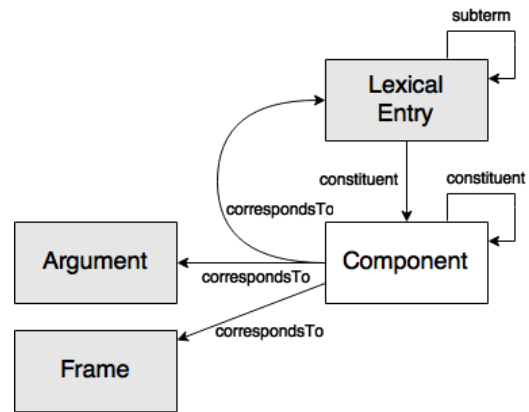 subterm
Lexical
Entry
constituent
constituent
correspondsTo
Argument
correspondsTo
Component
correspondsTo
Frame